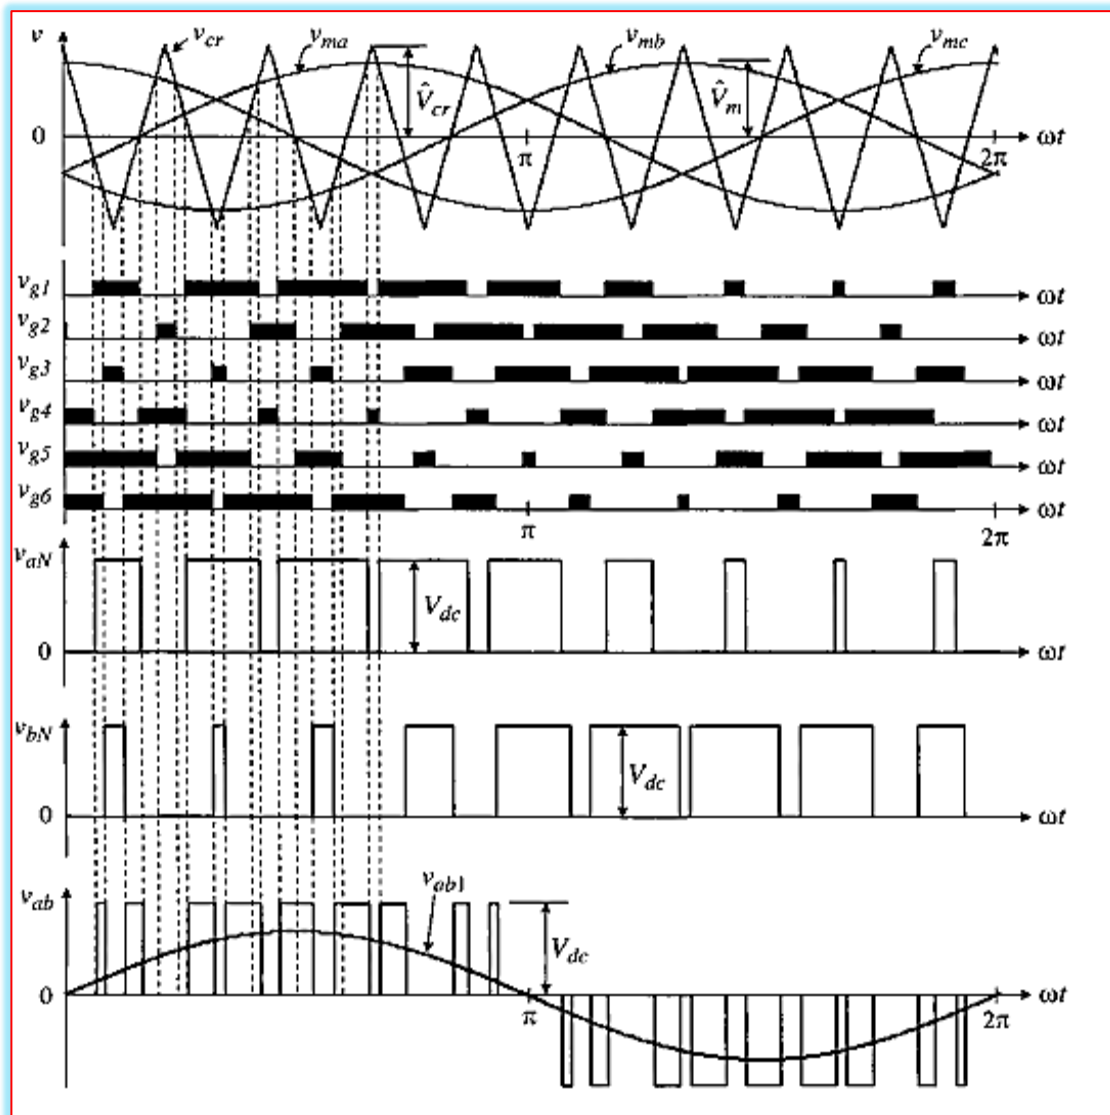 v v_cr v_ma v_mb v_mc
V̂_cr V̂_m
0 π 2π ωt
v_g1 ωt
v_g2 ωt
v_g3 ωt
v_g4 ωt
v_g5 ωt
v_g6 ωt
π 2π
v_aN
V_dc
0 ωt
v_bN
V_dc
0 ωt
v_ab v_ab1
V_dc
0 π 2π ωt